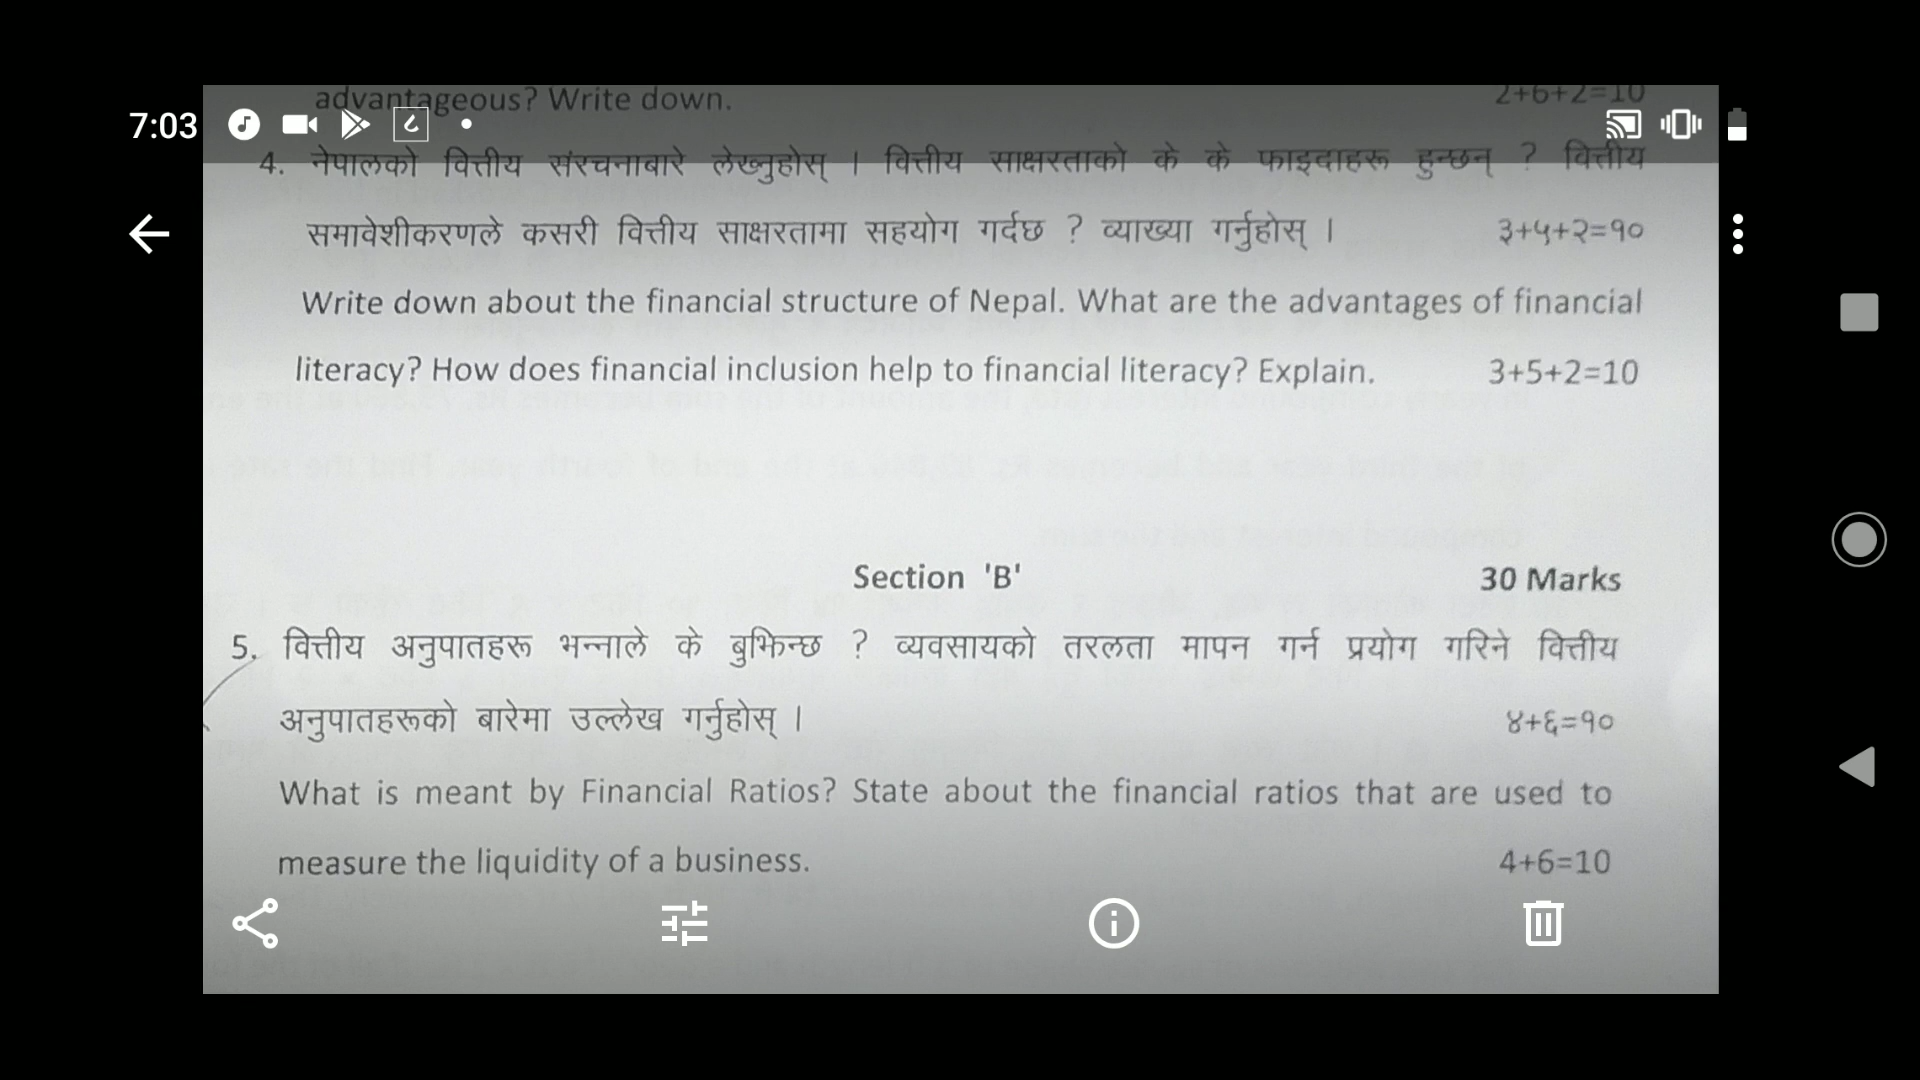 advantageous? Write down. 2+6+2=10
7:03
4. नेपालको वित्तीय संरचनाबारे लेख्नुहोस् । वित्तीय साक्षरताको के के फाइदाहरू हुन्छन् ? वित्तीय
समावेशीकरणले कसरी वित्तीय साक्षरतामा सहयोग गर्दछ ? व्याख्या गर्नुहोस् । ३+५+२=१०
Write down about the financial structure of Nepal. What are the advantages of financial
literacy? How does financial inclusion help to financial literacy? Explain. 3+5+2=10
Section 'B' 30 Marks
5. वित्तीय अनुपातहरू भन्नाले के बुझिन्छ ? व्यवसायको तरलता मापन गर्न प्रयोग गरिने वित्तीय
अनुपातहरूको बारेमा उल्लेख गर्नुहोस् । ४+६=१०
What is meant by Financial Ratios? State about the financial ratios that are used to
measure the liquidity of a business. 4+6=10